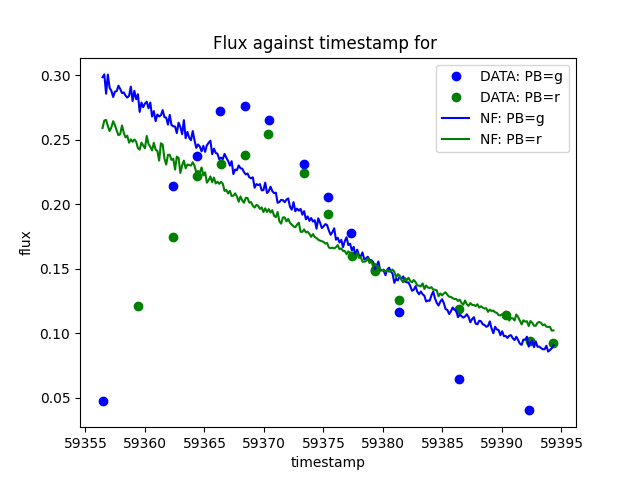 Flux against timestamp for
0.30
0.25
0.20
0.15
0.10
0.05
flux
DATA: PB=g
DATA: PB=r
NF: PB=g
NF: PB=r
59355 59360 59365 59370 59375 59380 59385 59390 59395
timestamp